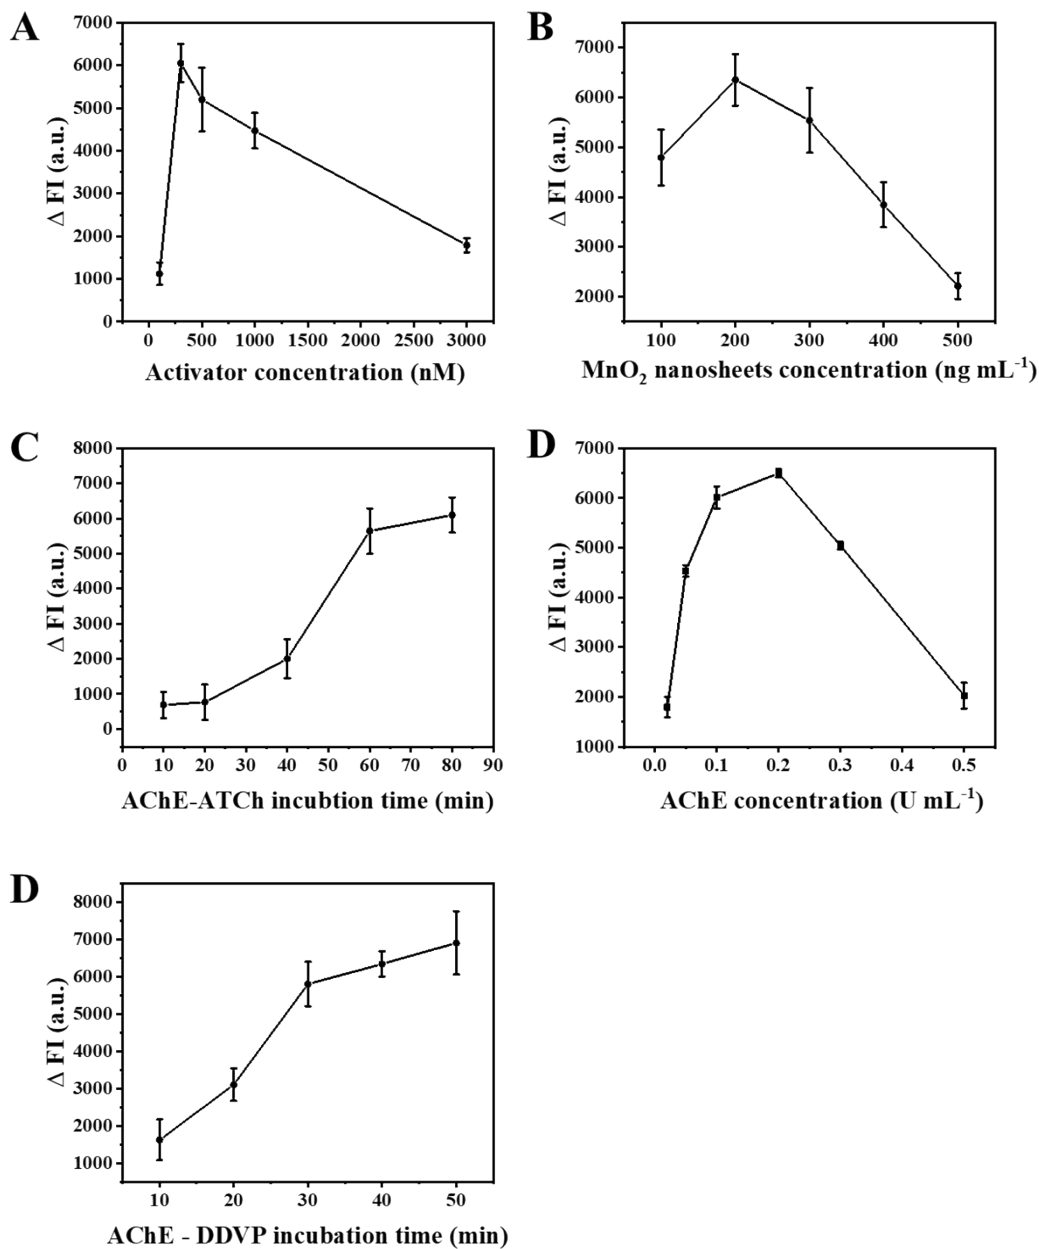 A
7000
6000
5000
4000
3000
2000
1000
0
Δ FI (a.u.)
0 500 1000 1500 2000 2500 3000
Activator concentration (nM)
B
7000
6000
5000
4000
3000
2000
Δ FI (a.u.)
100 200 300 400 500
MnO₂ nanosheets concentration (ng mL⁻¹)
C
8000
7000
6000
5000
4000
3000
2000
1000
0
Δ FI (a.u.)
0 10 20 30 40 50 60 70 80 90
AChE-ATCh incubtion time (min)
D
7000
6000
5000
4000
3000
2000
1000
Δ FI (a.u.)
0.0 0.1 0.2 0.3 0.4 0.5
AChE concentration (U mL⁻¹)
D
8000
7000
6000
5000
4000
3000
2000
1000
Δ FI (a.u.)
10 20 30 40 50
AChE - DDVP incubation time (min)